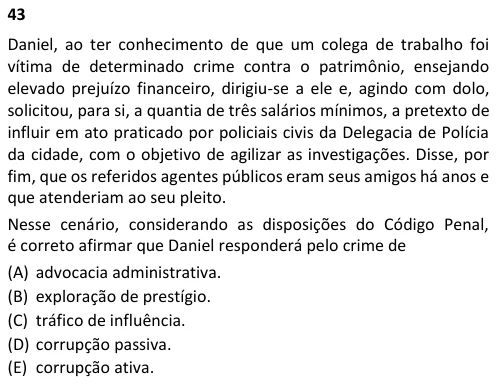 43
Daniel, ao ter conhecimento de que um colega de trabalho foi
vítima de determinado crime contra o patrimônio, ensejando
elevado prejuízo financeiro, dirigiu-se a ele e, agindo com dolo,
solicitou, para si, a quantia de três salários mínimos, a pretexto de
influir em ato praticado por policiais civis da Delegacia de Polícia
da cidade, com o objetivo de agilizar as investigações. Disse, por
fim, que os referidos agentes públicos eram seus amigos há anos e
que atenderiam ao seu pleito.
Nesse cenário, considerando as disposições do Código Penal,
é correto afirmar que Daniel responderá pelo crime de
(A) advocacia administrativa.
(B) exploração de prestígio.
(C) tráfico de influência.
(D) corrupção passiva.
(E) corrupção ativa.